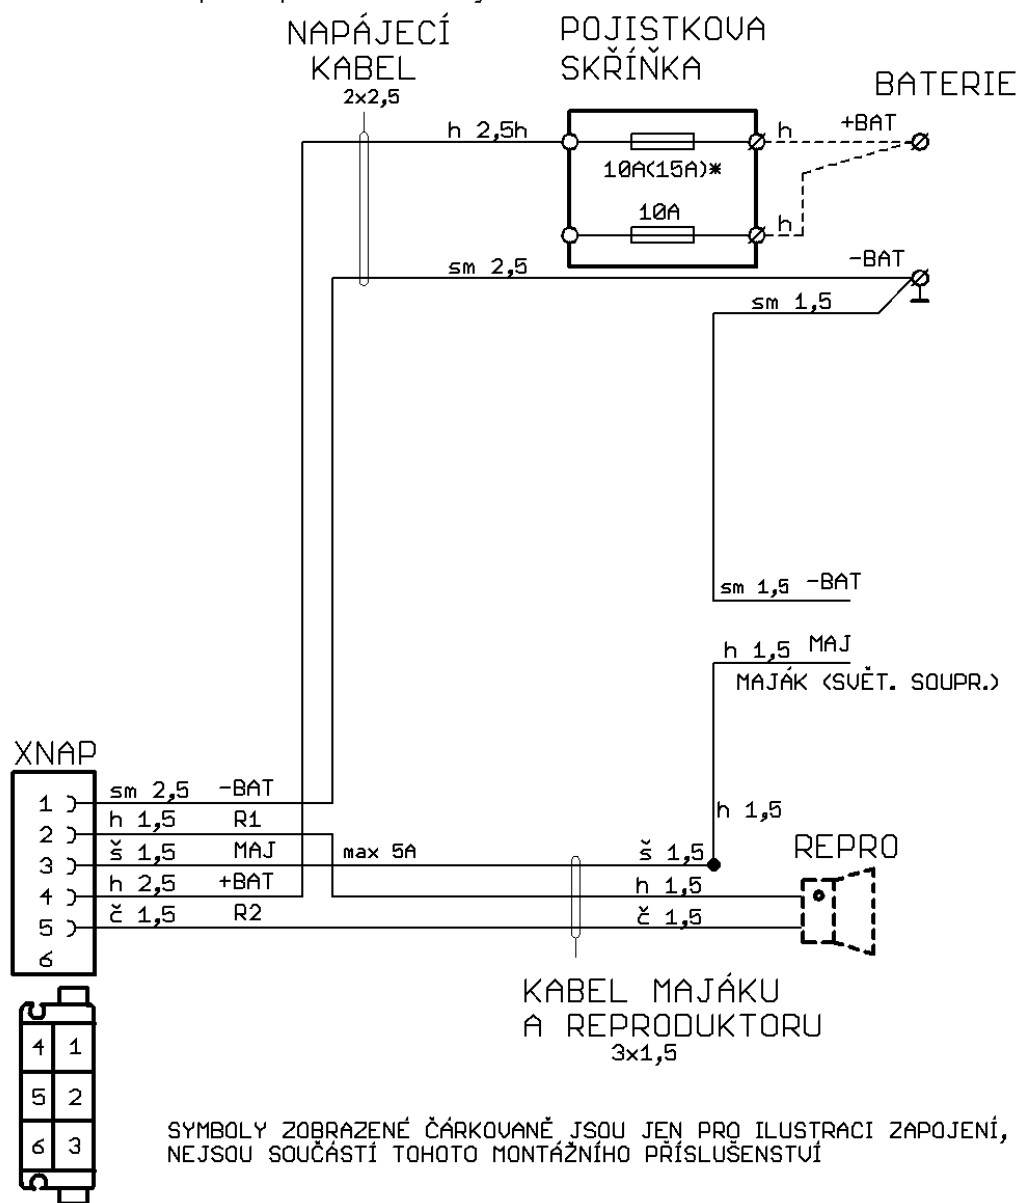 NAPÁJECÍ
KABEL
2x2,5
POJISTKOVA
SKŘÍŇKA
BATERIE
h 2,5h
h
+BAT
10A(15A)*
10A
h
sm 2,5
-BAT
sm 1,5
sm 1,5 -BAT
h 1,5 MAJ
MAJÁK (SVĚT. SOUPR.)
XNAP
1 sm 2,5 -BAT
2 h 1,5 R1
3 š 1,5 MAJ max 5A š 1,5
h 1,5
REPRO
4 h 2,5 +BAT h 1,5
5 č 1,5 R2 č 1,5
6
KABEL MAJÁKU
A REPRODUKTORU
3x1,5
4 1
5 2
6 3
SYMBOLY ZOBRAZENÉ ČÁRKOVANĚ JSOU JEN PRO ILUSTRACI ZAPOJENÍ,
NEJSOU SOUČÁSTÍ TOHOTO MONTÁŽNÍHO PŘÍSLUŠENSTVÍ